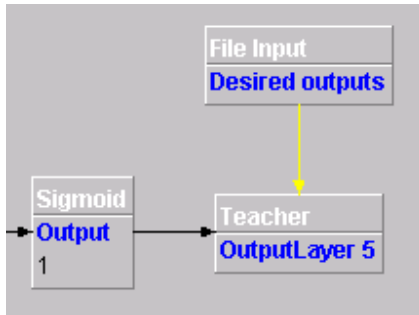 File Input
Desired outputs
Sigmoid
Output
1
Teacher
OutputLayer 5